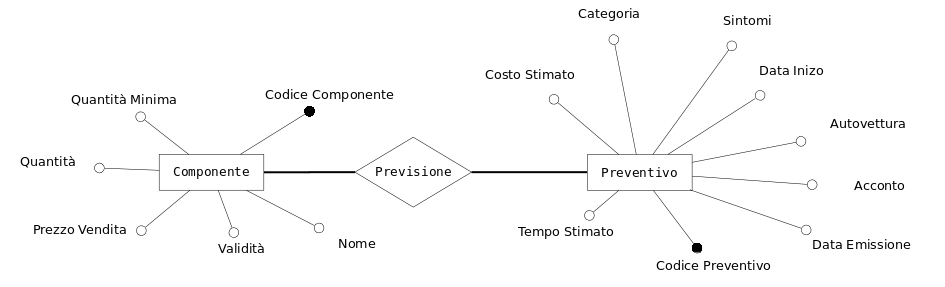 Categoria
Sintomi
Costo Stimato
Data Inizo
Quantità Minima
Codice Componente
Autovettura
Quantità
Componente
Previsione
Preventivo
Acconto
Prezzo Vendita
Validità
Nome
Tempo Stimato
Data Emissione
Codice Preventivo